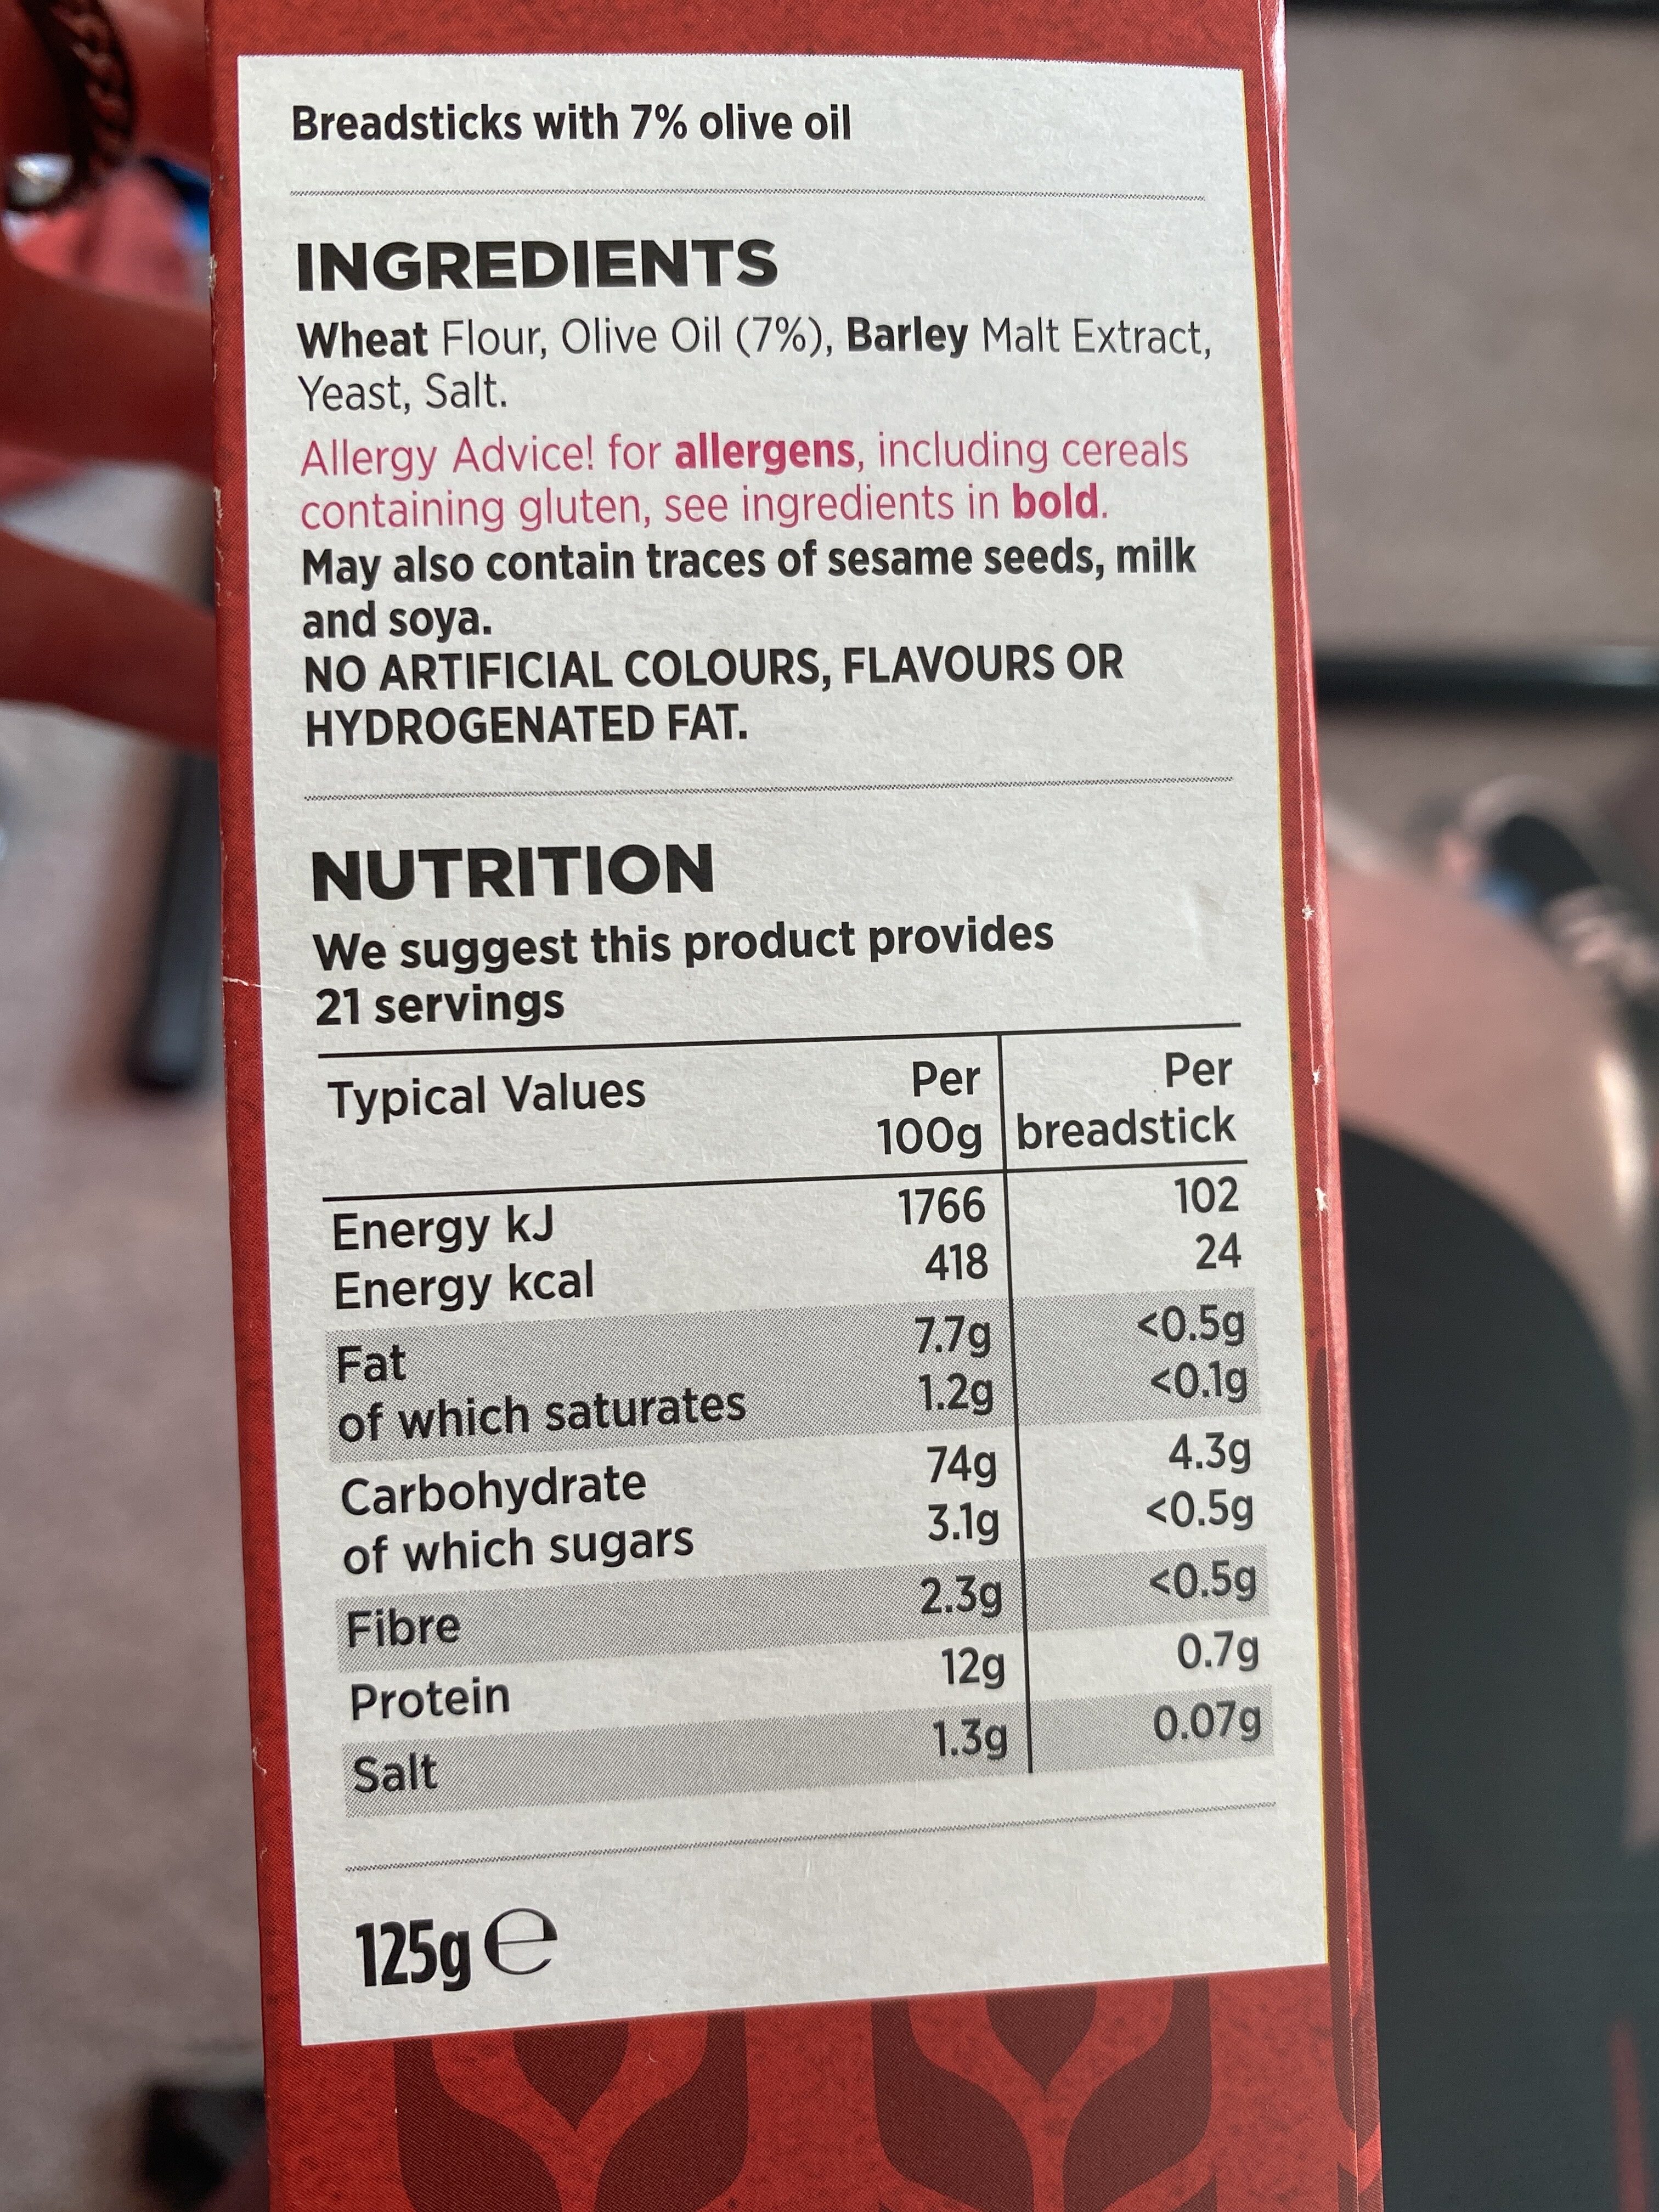 Breadsticks with 7% olive oil
INGREDIENTS
Wheat Flour, Olive Oil (7%), Barley Malt Extract,
Yeast, Salt.
Allergy Advice! for allergens, including cereals
containing gluten, see ingredients in bold.
May also contain traces of sesame seeds, milk
and soya.
NO ARTIFICIAL COLOURS, FLAVOURS OR
HYDROGENATED FAT.
NUTRITION
We suggest this product provides
21 servings
Typical Values Per 100g Per breadstick
Energy kJ 1766 102
Energy kcal 418 24
Fat 7.7g <0.5g
of which saturates 1.2g <0.1g
Carbohydrate 74g 4.3g
of which sugars 3.1g <0.5g
Fibre 2.3g <0.5g
Protein 12g 0.7g
Salt 1.3g 0.07g
125g e